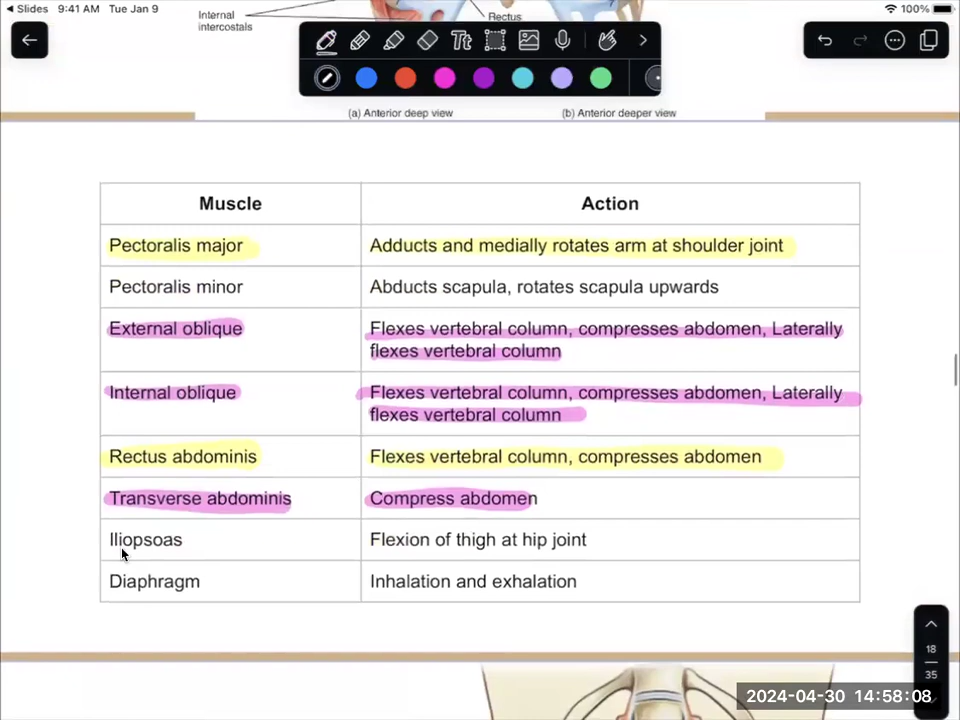 Slides 9:41 AM Tue Jan 9 100%
Internal
intercostals
Rectus
Tt
(a) Anterior deep view (b) Anterior deeper view
Muscle Action
Pectoralis major Adducts and medially rotates arm at shoulder joint
Pectoralis minor Abducts scapula, rotates scapula upwards
External oblique Flexes vertebral column, compresses abdomen, Laterally
flexes vertebral column
Internal oblique Flexes vertebral column, compresses abdomen, Laterally
flexes vertebral column
Rectus abdominis Flexes vertebral column, compresses abdomen
Transverse abdominis Compress abdomen
Iliopsoas Flexion of thigh at hip joint
Diaphragm Inhalation and exhalation
18
35
2024-04-30 14:58:08